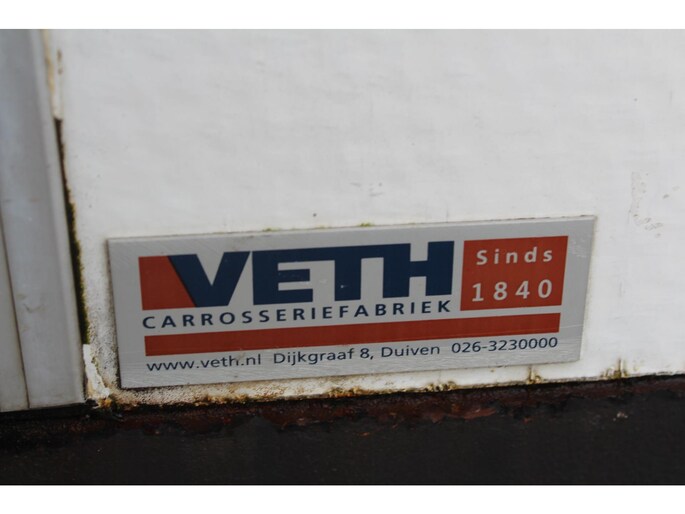 VETH
CARROSSERIEFABRIEK
Sinds
1840
www.veth.nl Dijkgraaf 8, Duiven 026-3230000